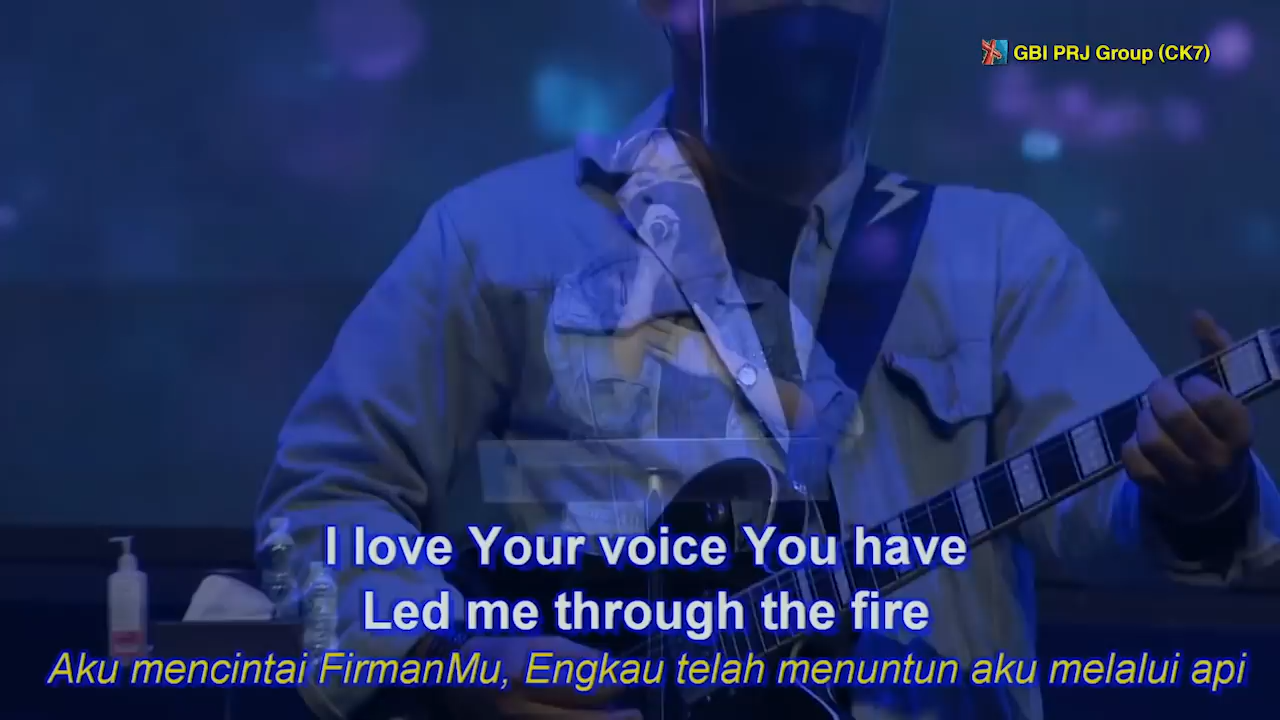 GBI PRJ Group (CK7)
I love Your voice You have
Led me through the fire
Aku mencintai FirmanMu, Engkau telah menuntun aku melalui api